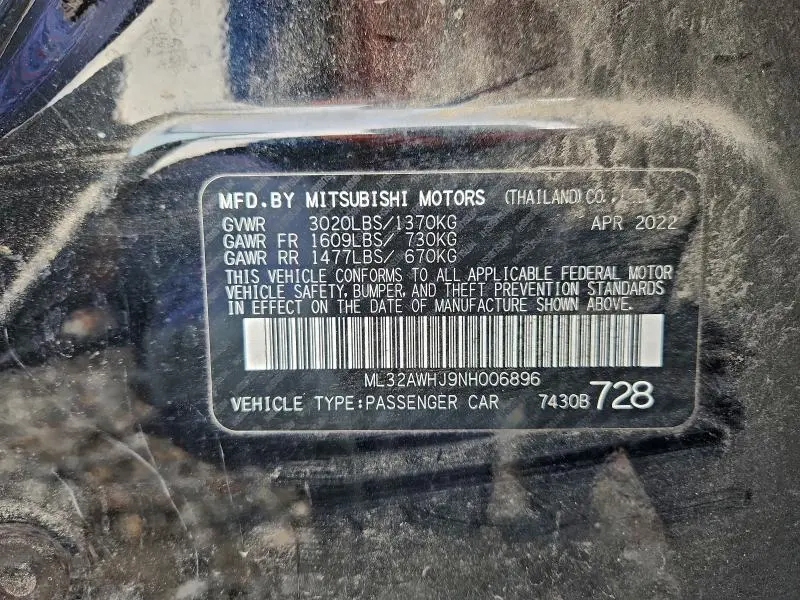 MFD.BY MITSUBISHI MOTORS (THAILAND) CO.,
GVWR 3020LBS/1370KG APR 2022
GAWR FR 1609LBS/ 730KG
GAWR RR 1477LBS/ 670KG
THIS VEHICLE CONFORMS TO ALL APPLICABLE FEDERAL MOTOR
VEHICLE SAFETY, BUMPER, AND THEFT PREVENTION STANDARDS
IN EFFECT ON THE DATE OF MANUFACTURE SHOWN ABOVE.
ML32AWHJ9NH006896
VEHICLE TYPE:PASSENGER CAR 7430B 728